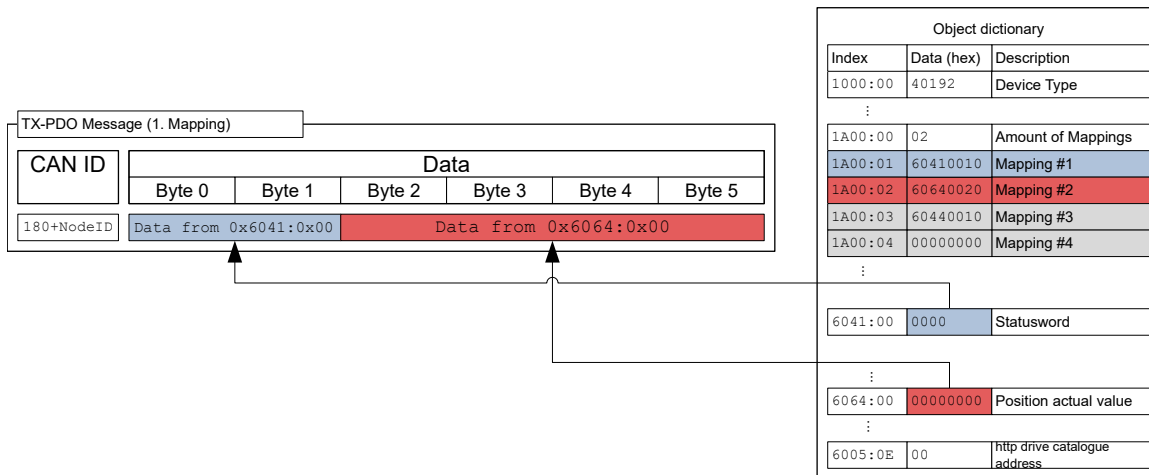 TX-PDO Message (1. Mapping)
CAN ID
Data
Byte 0 Byte 1 Byte 2 Byte 3 Byte 4 Byte 5
180+NodeID Data from 0x6041:0x00 Data from 0x6064:0x00
Object dictionary
Index Data (hex) Description
1000:00 40192 Device Type
⋮
1A00:00 02 Amount of Mappings
1A00:01 60410010 Mapping #1
1A00:02 60640020 Mapping #2
1A00:03 60440010 Mapping #3
1A00:04 00000000 Mapping #4
⋮
6041:00 0000 Statusword
⋮
6064:00 00000000 Position actual value
⋮
6005:0E 00 http drive catalogue
address